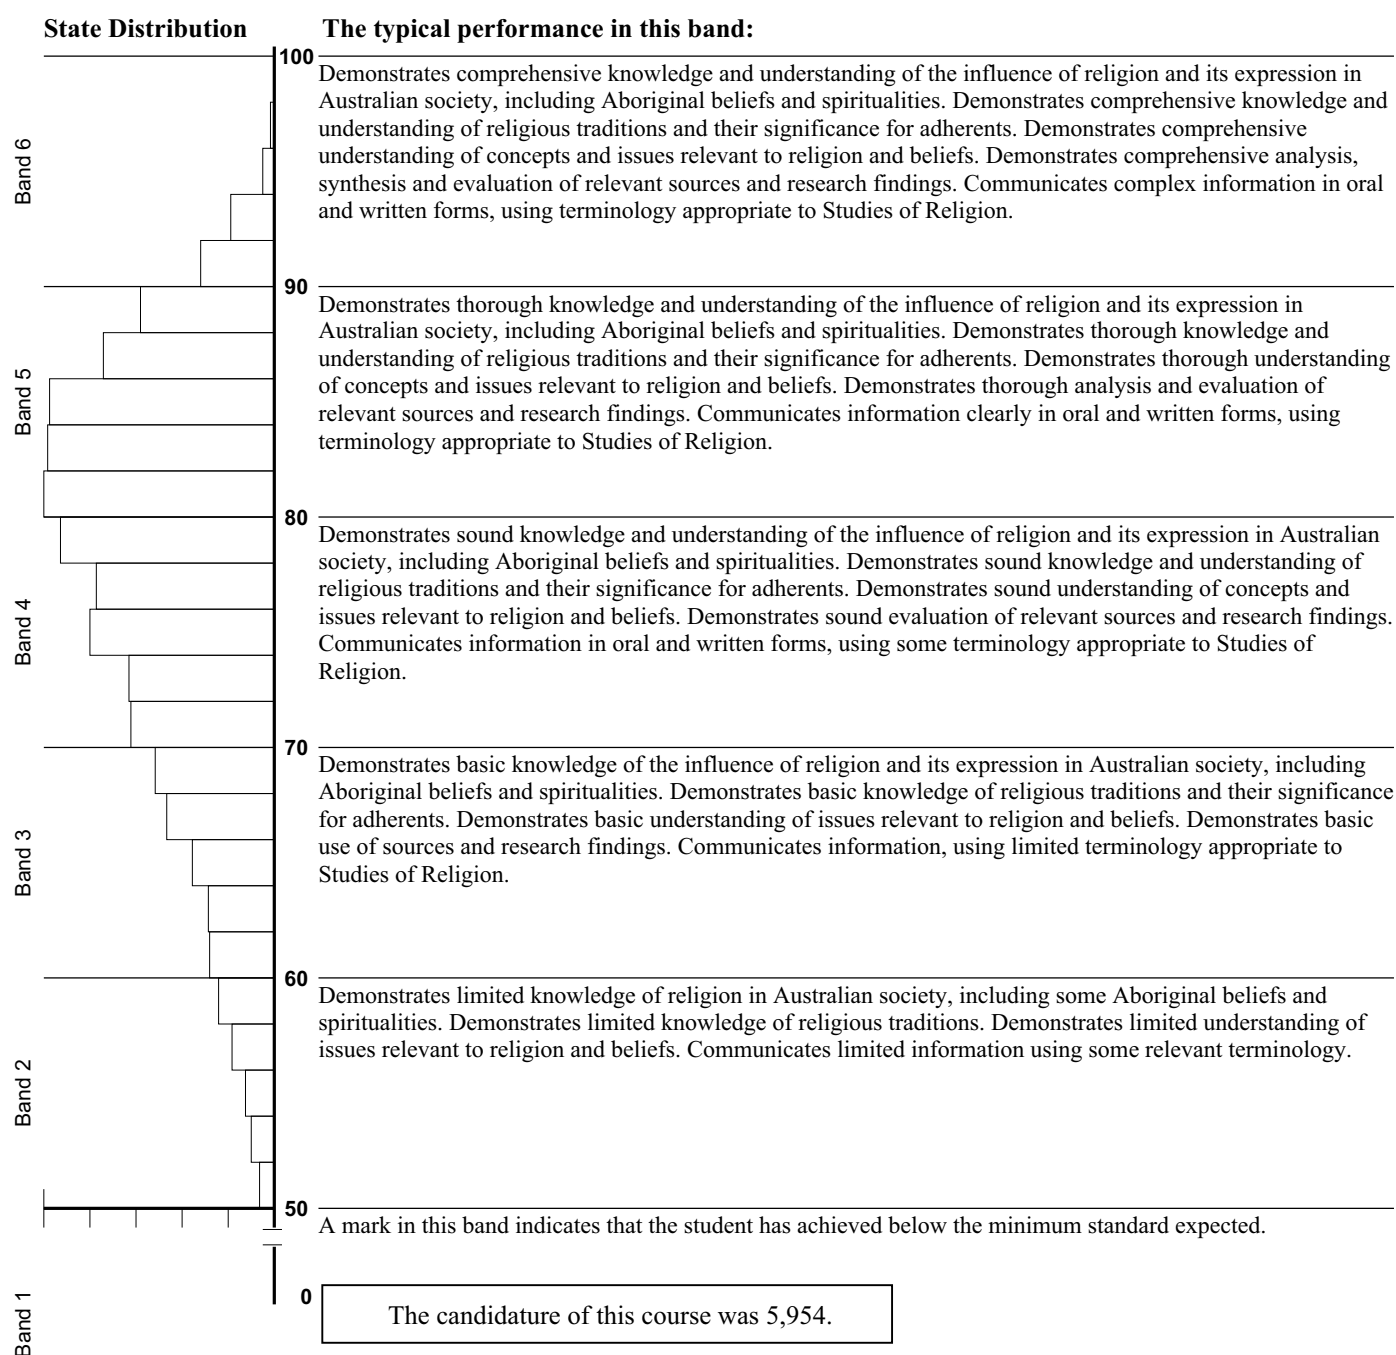 State Distribution
The typical performance in this band:
100
Demonstrates comprehensive knowledge and understanding of the influence of religion and its expression in
Australian society, including Aboriginal beliefs and spiritualities. Demonstrates comprehensive knowledge and
understanding of religious traditions and their significance for adherents. Demonstrates comprehensive
understanding of concepts and issues relevant to religion and beliefs. Demonstrates comprehensive analysis,
synthesis and evaluation of relevant sources and research findings. Communicates complex information in oral
and written forms, using terminology appropriate to Studies of Religion.
Band 6
90
Demonstrates thorough knowledge and understanding of the influence of religion and its expression in
Australian society, including Aboriginal beliefs and spiritualities. Demonstrates thorough knowledge and
understanding of religious traditions and their significance for adherents. Demonstrates thorough understanding
of concepts and issues relevant to religion and beliefs. Demonstrates thorough analysis and evaluation of
relevant sources and research findings. Communicates information clearly in oral and written forms, using
terminology appropriate to Studies of Religion.
Band 5
80
Demonstrates sound knowledge and understanding of the influence of religion and its expression in Australian
society, including Aboriginal beliefs and spiritualities. Demonstrates sound knowledge and understanding of
religious traditions and their significance for adherents. Demonstrates sound understanding of concepts and
issues relevant to religion and beliefs. Demonstrates sound evaluation of relevant sources and research findings.
Communicates information in oral and written forms, using some terminology appropriate to Studies of
Religion.
Band 4
70
Demonstrates basic knowledge of the influence of religion and its expression in Australian society, including
Aboriginal beliefs and spiritualities. Demonstrates basic knowledge of religious traditions and their significance
for adherents. Demonstrates basic understanding of issues relevant to religion and beliefs. Demonstrates basic
use of sources and research findings. Communicates information, using limited terminology appropriate to
Studies of Religion.
Band 3
60
Demonstrates limited knowledge of religion in Australian society, including some Aboriginal beliefs and
spiritualities. Demonstrates limited knowledge of religious traditions. Demonstrates limited understanding of
issues relevant to religion and beliefs. Communicates limited information using some relevant terminology.
Band 2
50
A mark in this band indicates that the student has achieved below the minimum standard expected.
0
Band 1
The candidature of this course was 5,954.